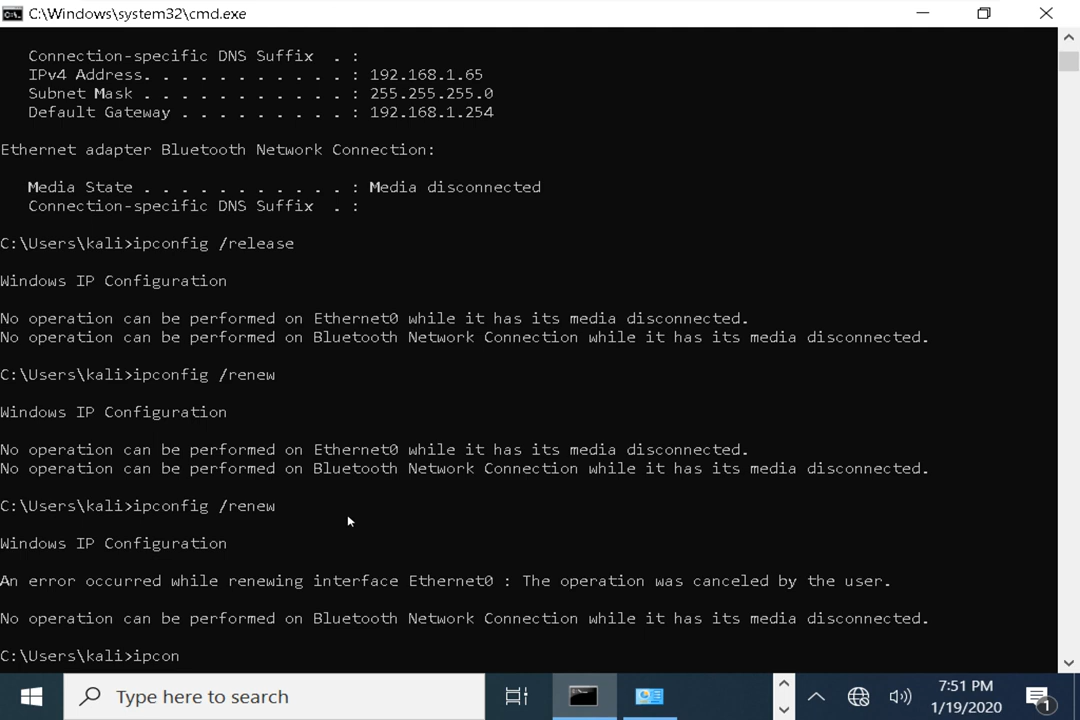 C:\Windows\system32\cmd.exe
Connection-specific DNS Suffix . :
IPv4 Address. . . . . . . . . . . : 192.168.1.65
Subnet Mask . . . . . . . . . . . : 255.255.255.0
Default Gateway . . . . . . . . . : 192.168.1.254
Ethernet adapter Bluetooth Network Connection:
Media State . . . . . . . . . . . : Media disconnected
Connection-specific DNS Suffix . :
C:\Users\kali>ipconfig /release
Windows IP Configuration
No operation can be performed on Ethernet0 while it has its media disconnected.
No operation can be performed on Bluetooth Network Connection while it has its media disconnected.
C:\Users\kali>ipconfig /renew
Windows IP Configuration
No operation can be performed on Ethernet0 while it has its media disconnected.
No operation can be performed on Bluetooth Network Connection while it has its media disconnected.
C:\Users\kali>ipconfig /renew
Windows IP Configuration
An error occurred while renewing interface Ethernet0 : The operation was canceled by the user.
No operation can be performed on Bluetooth Network Connection while it has its media disconnected.
C:\Users\kali>ipcon
Type here to search
7:51 PM
1/19/2020
1